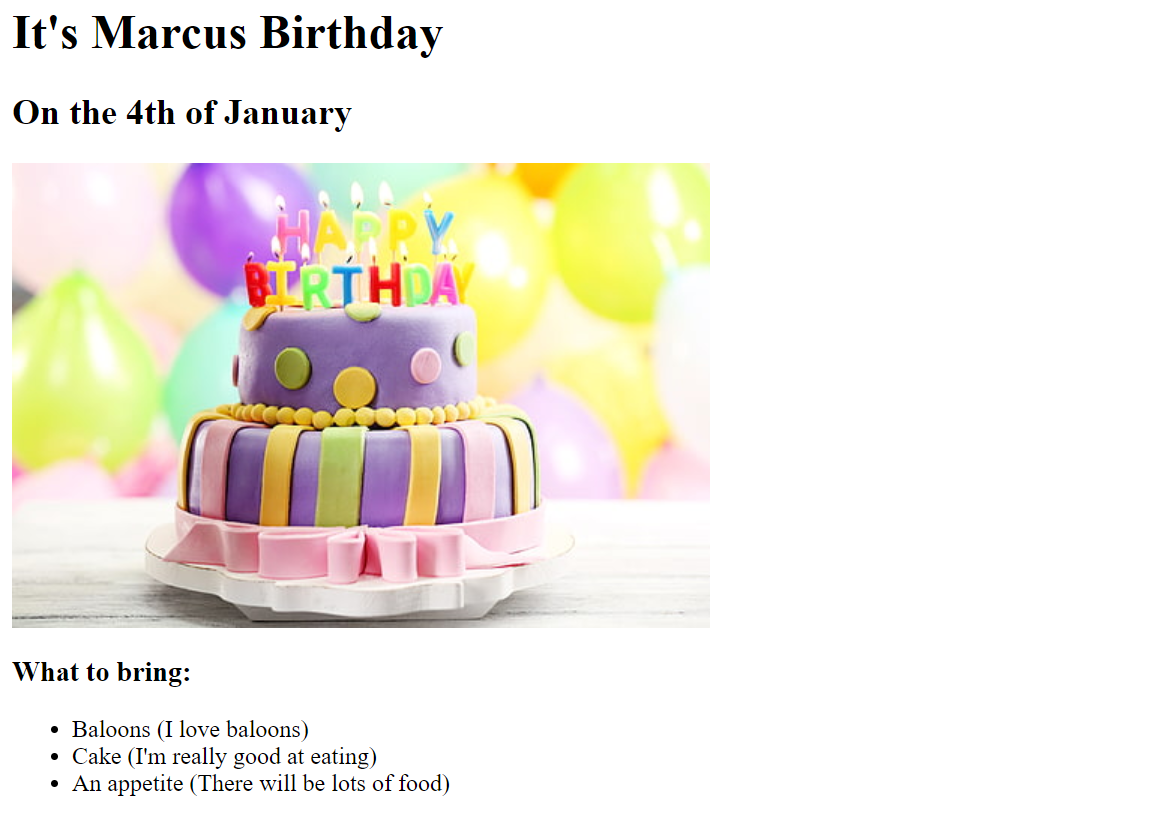 It's Marcus Birthday
On the 4th of January
HAPPY
BIRTHDAY
What to bring:
Baloons (I love baloons)
Cake (I'm really good at eating)
An appetite (There will be lots of food)